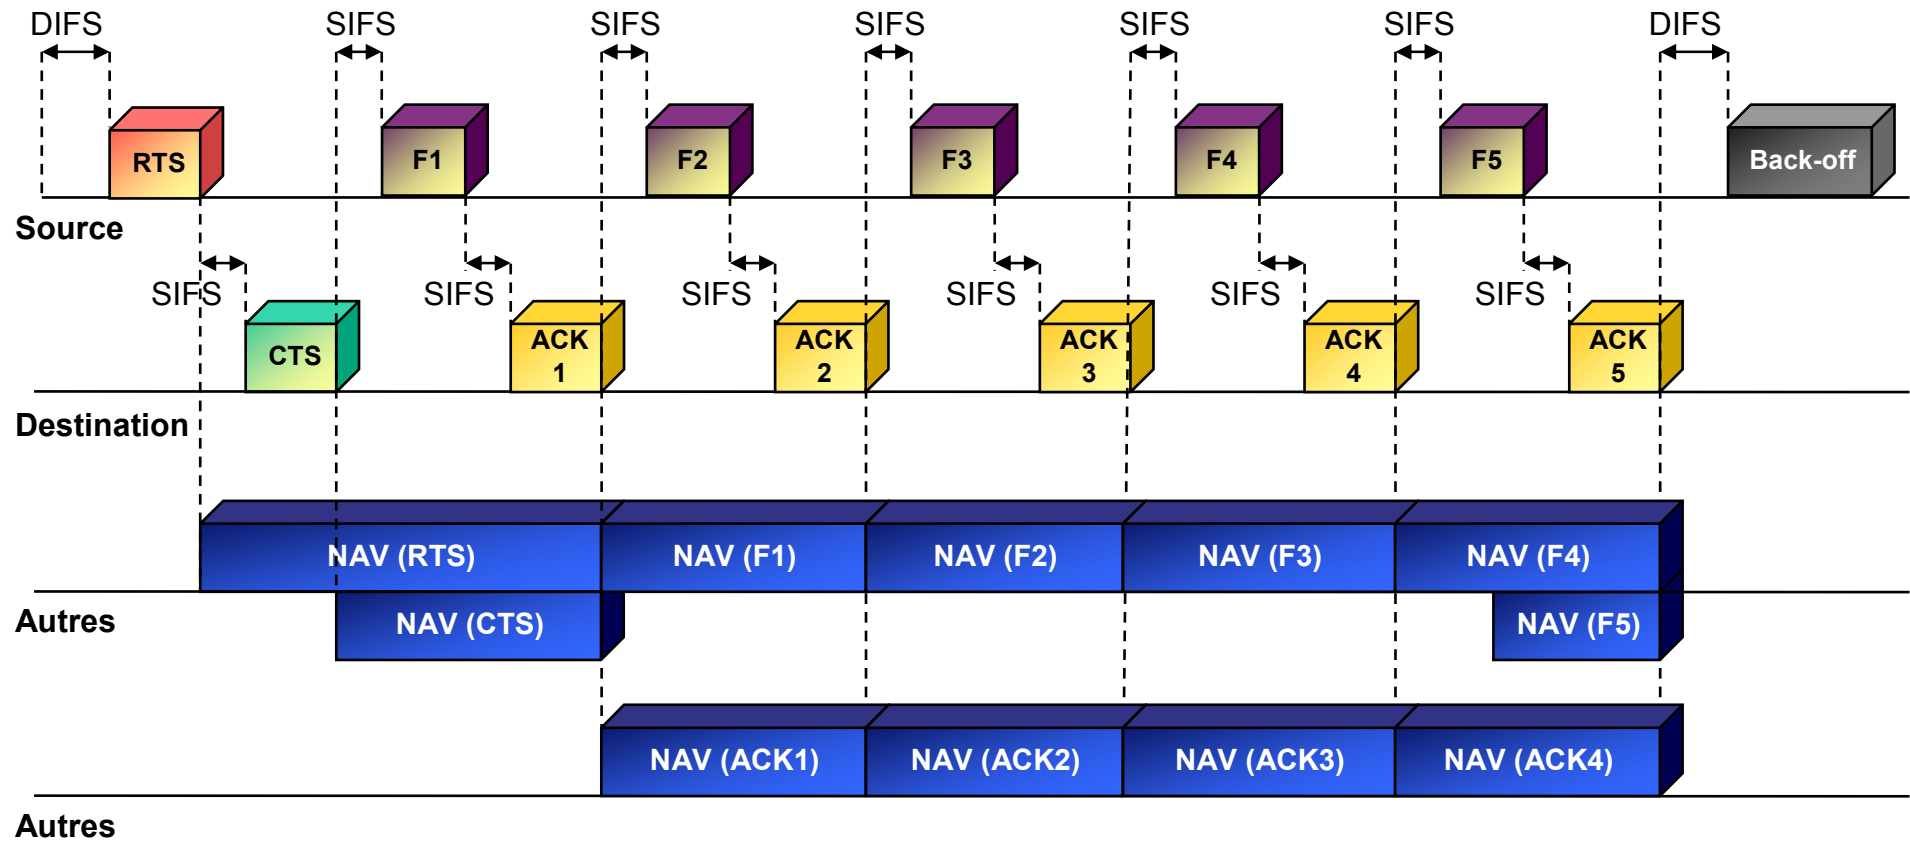 DIFS SIFS SIFS SIFS SIFS SIFS DIFS
RTS F1 F2 F3 F4 F5 Back-off
Source
SIFS SIFS SIFS SIFS SIFS SIFS
CTS ACK ACK ACK ACK ACK
1 2 3 4 5
Destination
NAV (RTS) NAV (F1) NAV (F2) NAV (F3) NAV (F4)
Autres NAV (CTS) NAV (F5)
NAV (ACK1) NAV (ACK2) NAV (ACK3) NAV (ACK4)
Autres